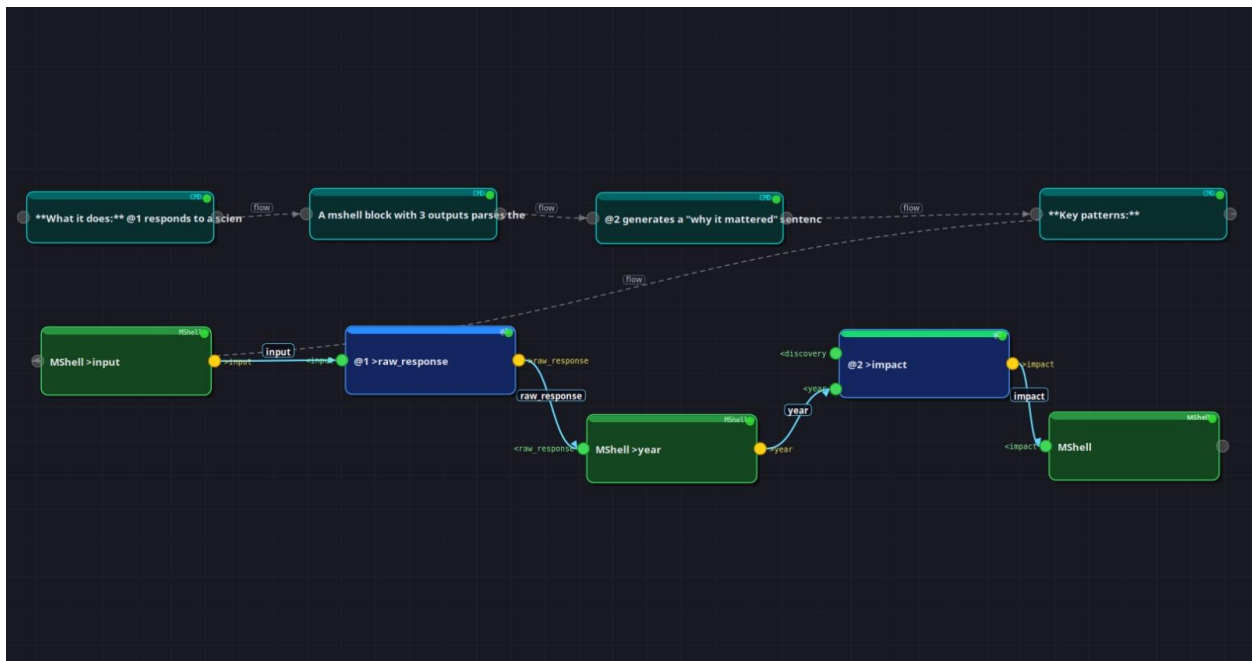 CMD
**What it does:** @1 responds to a scien
flow
CMD
A mshell block with 3 outputs parses the
flow
CMD
@2 generates a "why it mattered" sentenc
flow
CMD
**Key patterns:**
flow
MShell
MShell >input
>input
input
<input
@1 >raw_response
>raw_response
raw_response
<raw_response
MShell
MShell >year
>year
year
<discovery
<year
@2 >impact
>impact
impact
<impact
MShell
MShell